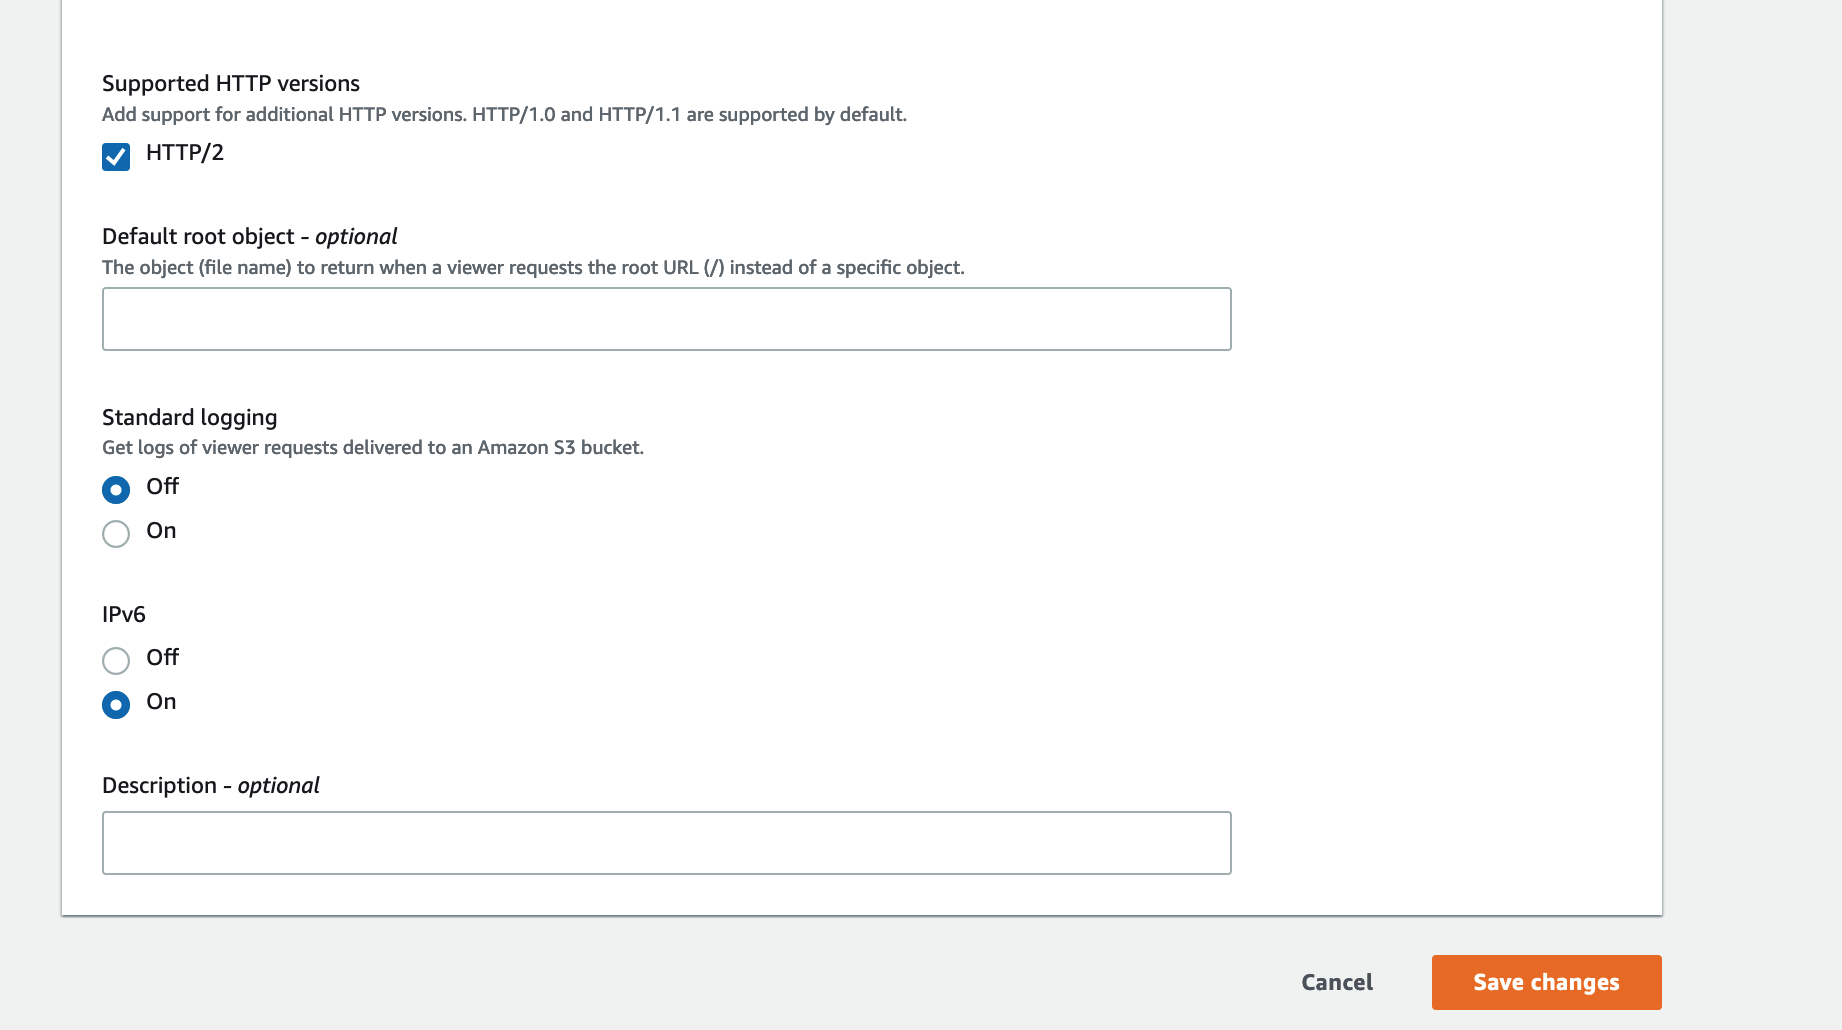 Supported HTTP versions
Add support for additional HTTP versions. HTTP/1.0 and HTTP/1.1 are supported by default.
HTTP/2
Default root object - optional
The object (file name) to return when a viewer requests the root URL (/) instead of a specific object.
Standard logging
Get logs of viewer requests delivered to an Amazon S3 bucket.
Off
On
IPv6
Off
On
Description - optional
Cancel
Save changes